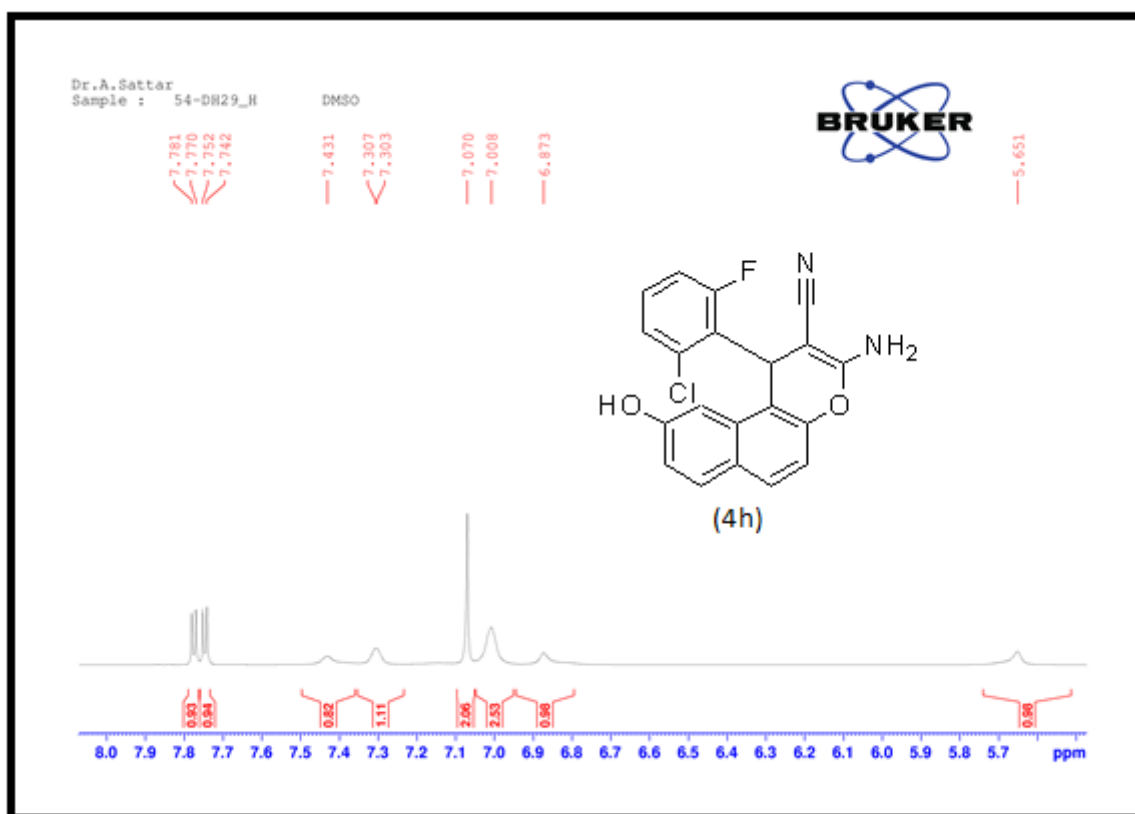 Dr.A.Sattar
Sample : 54-DH29_H DMSO
BRUKER
7.781
7.770
7.752
7.742
7.431
7.307
7.303
7.070
7.008
6.873
5.651
N
F
NH2
O
Cl
HO
(4h)
0.93
0.94
0.82
1.11
2.06
2.53
0.98
0.98
8.0 7.9 7.8 7.7 7.6 7.5 7.4 7.3 7.2 7.1 7.0 6.9 6.8 6.7 6.6 6.5 6.4 6.3 6.2 6.1 6.0 5.9 5.8 5.7 ppm